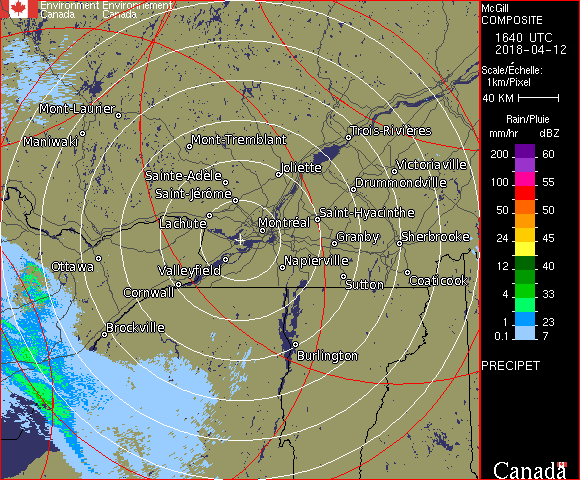 Environment Environnement
Canada Canada
McGill
COMPOSITE
1640 UTC
2018-04-12
Scale/Échelle:
1km/Pixel
40 KM
Rain/Pluie
mm/hr dBZ
200 60
100 55
50 50
24 45
12 40
4 33
1 23
0.1 7
PRECIPET
Canada
Mont-Laurier
Maniwaki
Mont-Tremblant
Trois-Rivières
Joliette
Victoriaville
Sainte-Adèle
Drummondville
Saint-Jérôme
Saint-Hyacinthe
Lachute
Montréal
Granby
Sherbrooke
Ottawa
Valleyfield
Napierville
Cornwall
Sutton
Coaticook
Brockville
Burlington